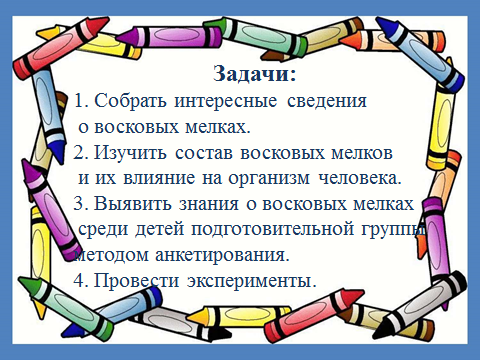 Задачи:
1. Собрать интересные сведения
о восковых мелках.
2. Изучить состав восковых мелков
и их влияние на организм человека.
3. Выявить знания о восковых мелках
среди детей подготовительной группы
методом анкетирования.
4. Провести эксперименты.